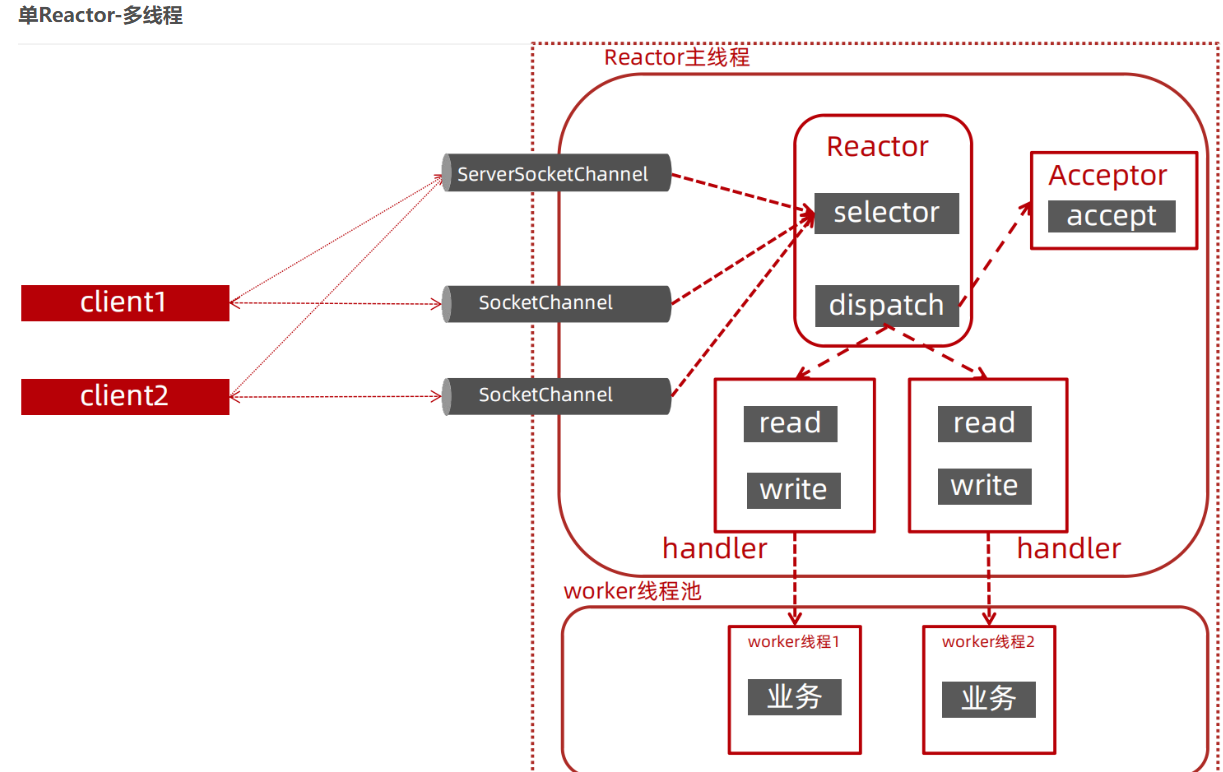 单Reactor-多线程
Reactor主线程
Reactor
ServerSocketChannel
Acceptor
selector
accept
client1
SocketChannel
dispatch
client2
SocketChannel
read
read
write
write
handler
handler
worker线程池
worker线程1
worker线程2
业务
业务